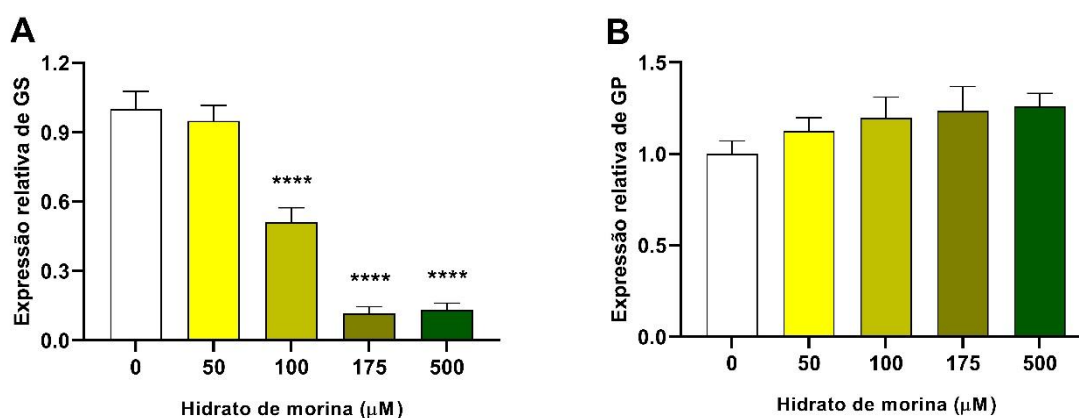 A
Expressão relativa de GS
1.2
0.9
0.6
0.3
0.0
****
****
****
0 50 100 175 500
Hidrato de morina (μM)
B
Expressão relativa de GP
1.5
1.0
0.5
0.0
0 50 100 175 500
Hidrato de morina (μM)